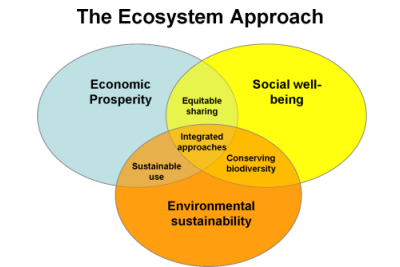 The Ecosystem Approach
Economic
Prosperity
Social well-
being
Equitable
sharing
Integrated
approaches
Sustainable
use
Conserving
biodiversity
Environmental
sustainability